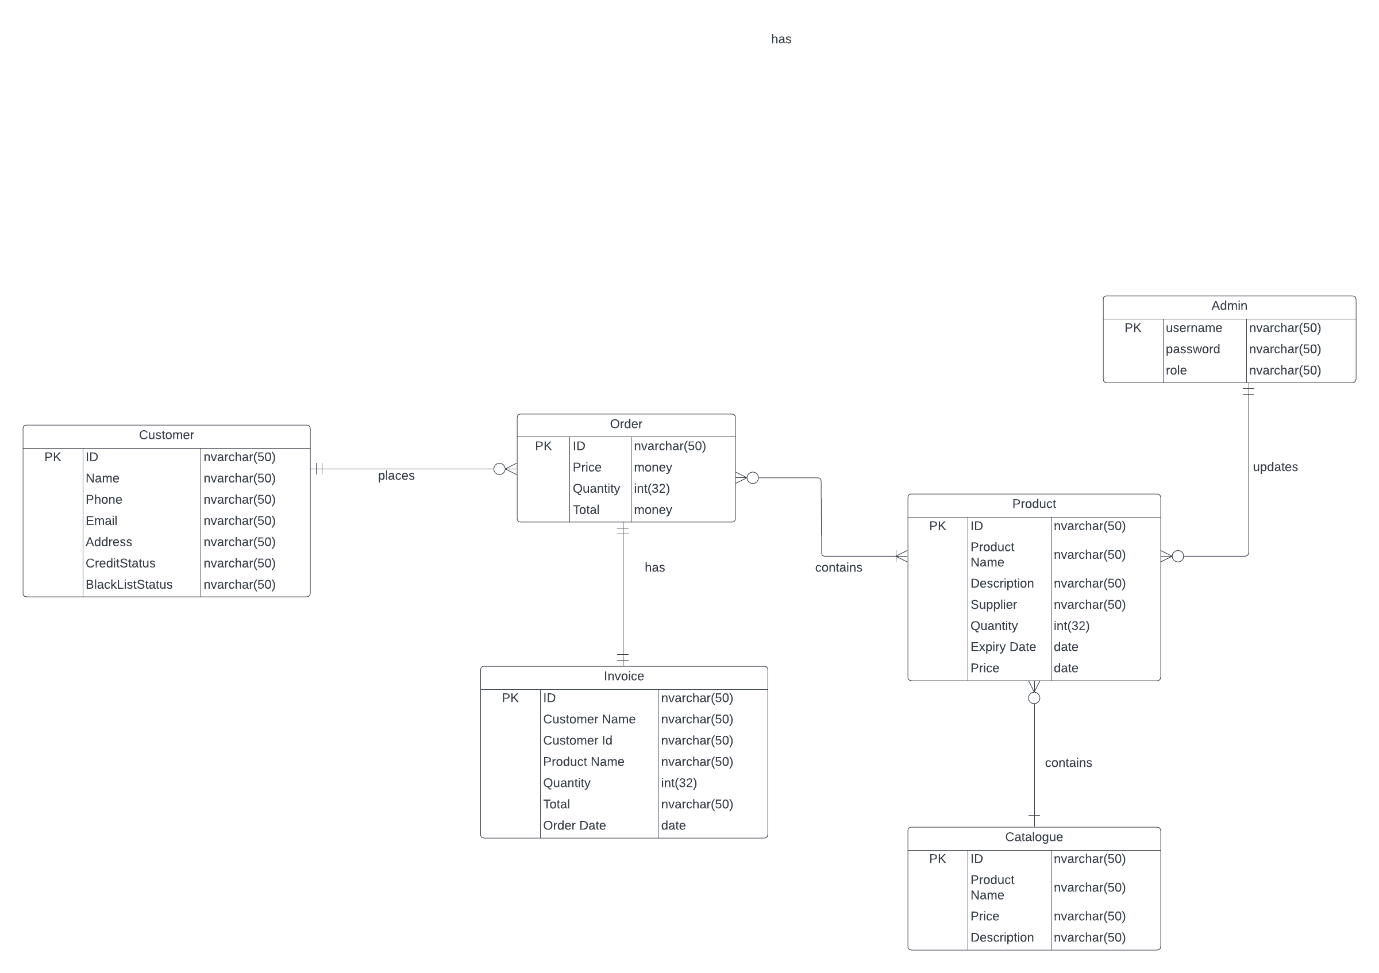 has
Admin
PK username nvarchar(50)
password nvarchar(50)
role nvarchar(50)
updates
Customer
PK ID nvarchar(50)
Name nvarchar(50)
Phone nvarchar(50)
Email nvarchar(50)
Address nvarchar(50)
CreditStatus nvarchar(50)
BlackListStatus nvarchar(50)
places
Order
PK ID nvarchar(50)
Price money
Quantity int(32)
Total money
has
contains
Product
PK ID nvarchar(50)
Product
Name nvarchar(50)
Description nvarchar(50)
Supplier nvarchar(50)
Quantity int(32)
Expiry Date date
Price date
Invoice
PK ID nvarchar(50)
Customer Name nvarchar(50)
Customer Id nvarchar(50)
Product Name nvarchar(50)
Quantity int(32)
Total nvarchar(50)
Order Date date
contains
Catalogue
PK ID nvarchar(50)
Product
Name nvarchar(50)
Price nvarchar(50)
Description nvarchar(50)